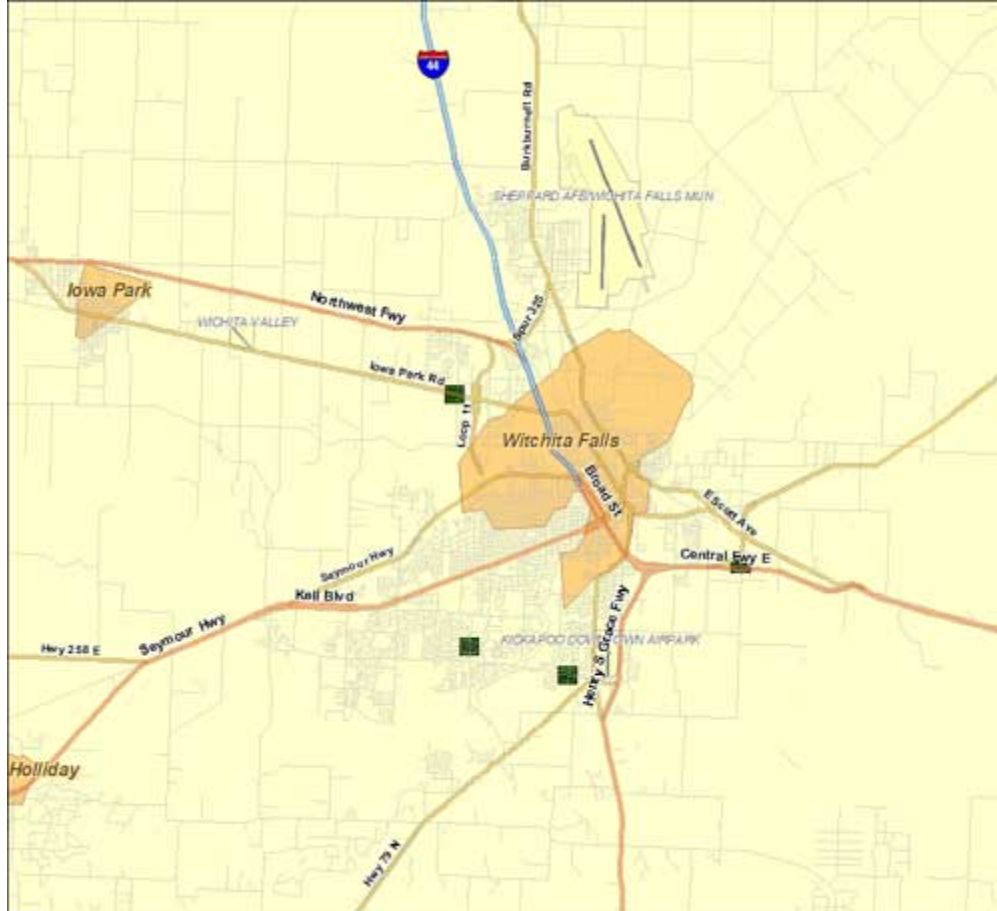 44
Burkburnett Rd
SHEPPARD AFB/WICHITA FALLS MUN
Iowa Park
Northwest Fwy
WICHITA VALLEY
Spur 325
Iowa Park Rd
Loop 11
Witchita Falls
Broad St
E Scott Ave
Central Fwy E
Seymour Hwy
Kell Blvd
Seymour Hwy
Hwy 258 E
KICKAPOO DOWNTOWN AIRPARK
Henry S Grace Fwy
Holliday
Hwy 79 N